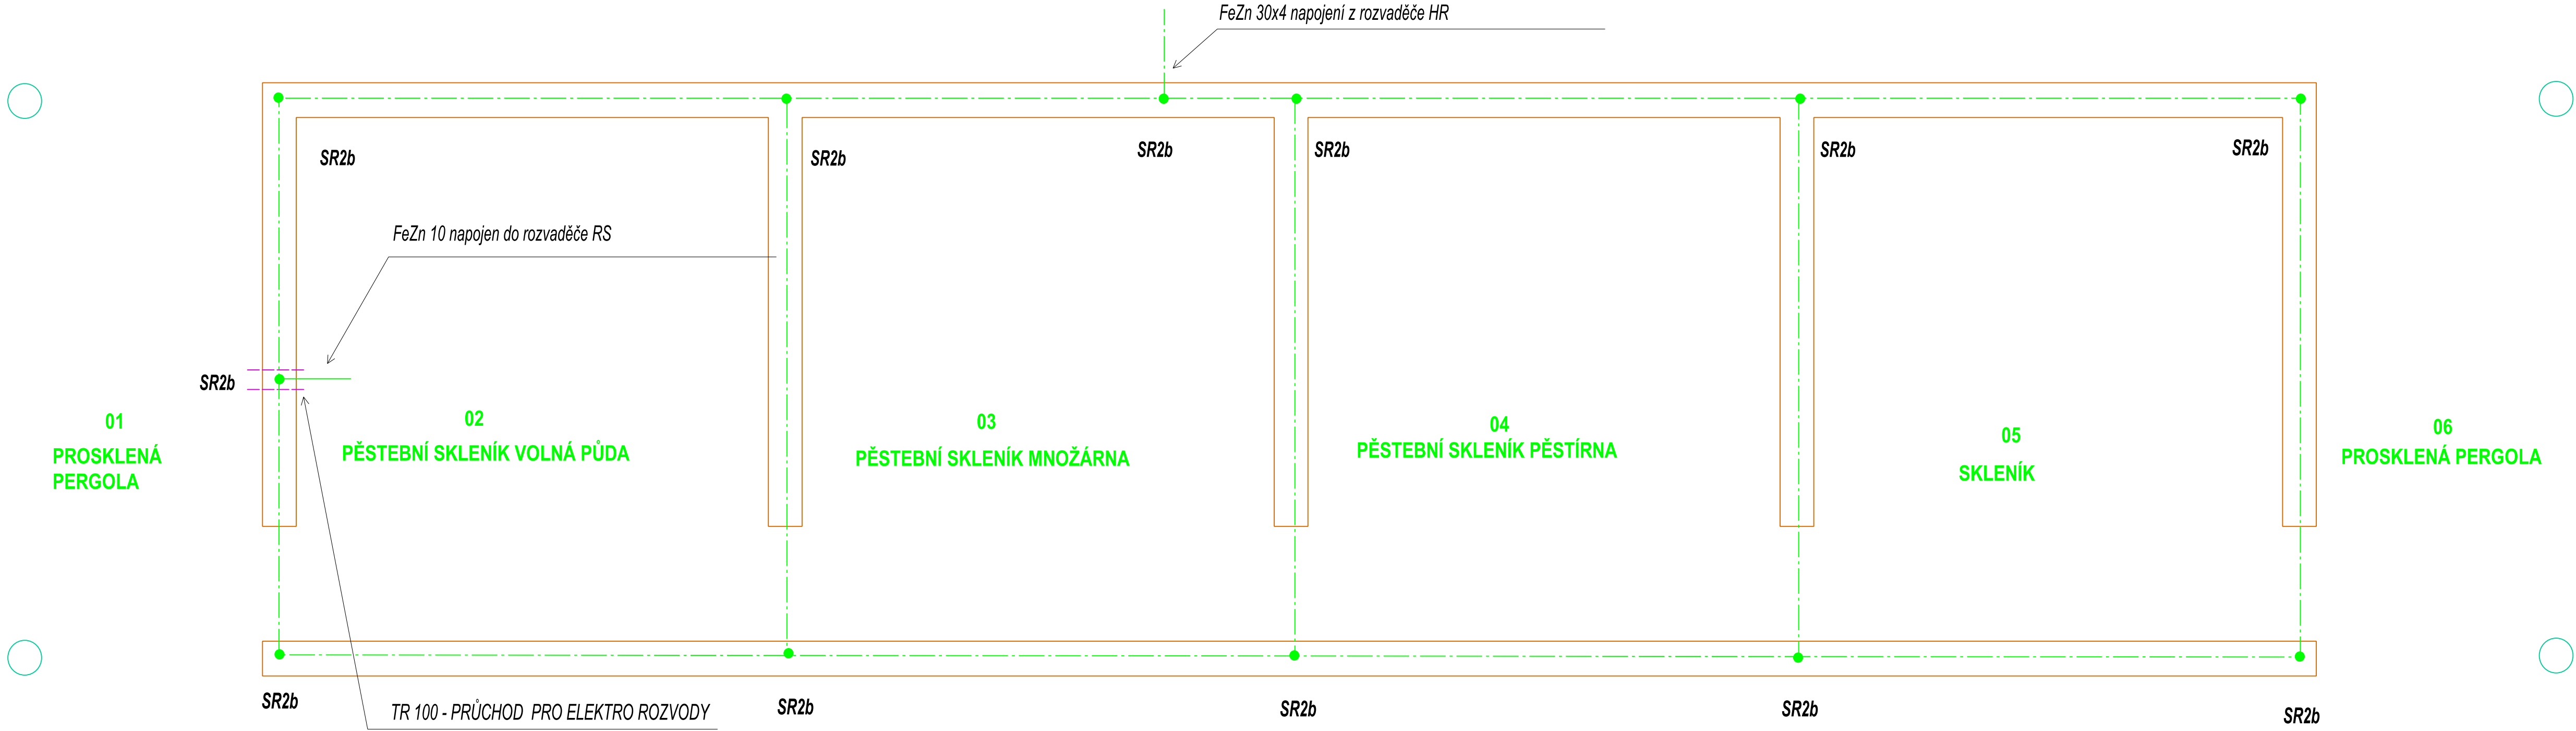 FeZn 30x4 napojení z rozvaděče HR
SR2b
SR2b
SR2b
SR2b
SR2b
SR2b
FeZn 10 napojen do rozvaděče RS
SR2b
01
PROSKLENÁ
PERGOLA
02
PĚSTEBNÍ SKLENÍK VOLNÁ PŮDA
03
PĚSTEBNÍ SKLENÍK MNOŽÁRNA
04
PĚSTEBNÍ SKLENÍK PĚSTÍRNA
05
SKLENÍK
06
PROSKLENÁ PERGOLA
SR2b
TR 100 - PRŮCHOD PRO ELEKTRO ROZVODY
SR2b
SR2b
SR2b
SR2b